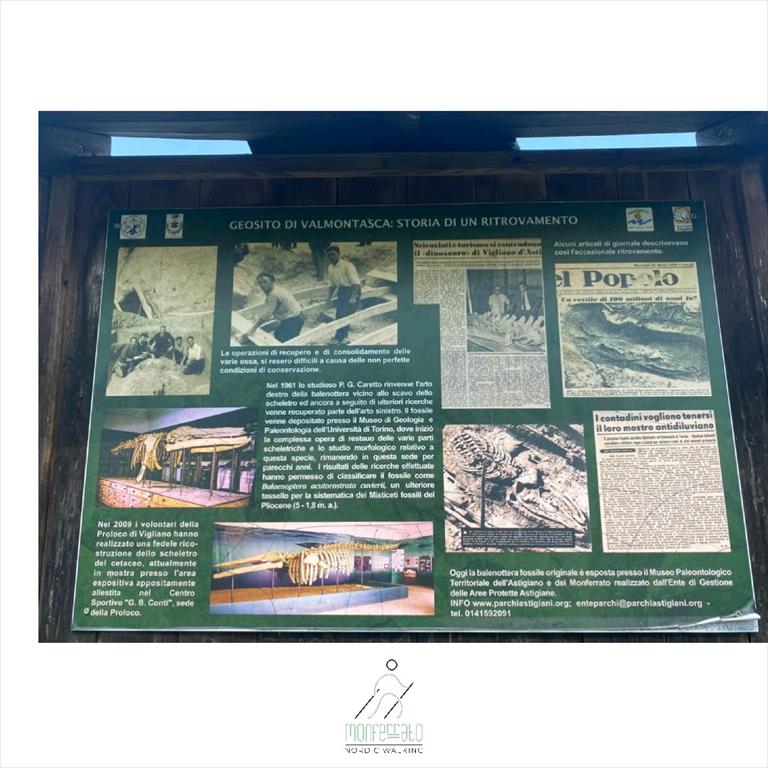 GEOSITO DI VALMONTASCA: STORIA DI UN RITROVAMENTO
Le operazioni di recupero e di consolidamento delle
varie ossa, si resero difficili a causa delle non perfette
condizioni di conservazione.
Scienziati e turismo si contendono
il «dinosauro» di Vigliano d'Asti
Alcuni articoli di giornale descrivevano
così l'eccezionale ritrovamento.
el Popolo
Un rettile di 200 milioni di anni fa?
Nel 1961 lo studioso P. G. Caretto rinvenne l'arto
destro della balenottera vicino allo scavo dello
scheletro ed ancora a seguito di ulteriori ricerche
venne recuperato parte dell'arto sinistro. Il fossile
venne depositato presso il Museo di Geologia e
Paleontologia dell'Università di Torino, dove iniziò
la complessa opera di restauo delle varie parti
scheletriche e lo studio morfologico relativo a
questa specie, rimanendo in questa sede per
parecchi anni. I risultati delle ricerche effettuate
hanno permesso di classificare il fossile come
Balaenoptera acutorostrata cuvierii, un ulteriore
tassello per la sistematica dei Misticeti fossili del
Pliocene (5 - 1,8 m. a.).
I contadini vogliono tenersi
il loro mostro antidiluviano
Nel 2009 i volontari della
Proloco di Vigliano hanno
realizzato una fedele rico-
struzione dello scheletro
del cetaceo, attualmente
in mostra presso l'area
espositiva appositamente
allestita nel Centro
Sportivo "G. B. Conti", sede
della Proloco.
Oggi la balenottera fossile originale è esposta presso il Museo Paleontologico
Territoriale dell'Astigiano e del Monferrato realizzato dall'Ente di Gestione
delle Aree Protette Astigiane.
INFO www.parchiastigiani.org; enteparchi@parchiastigiani.org -
tel. 0141592091
MONFERRATO
NORDIC WALKING